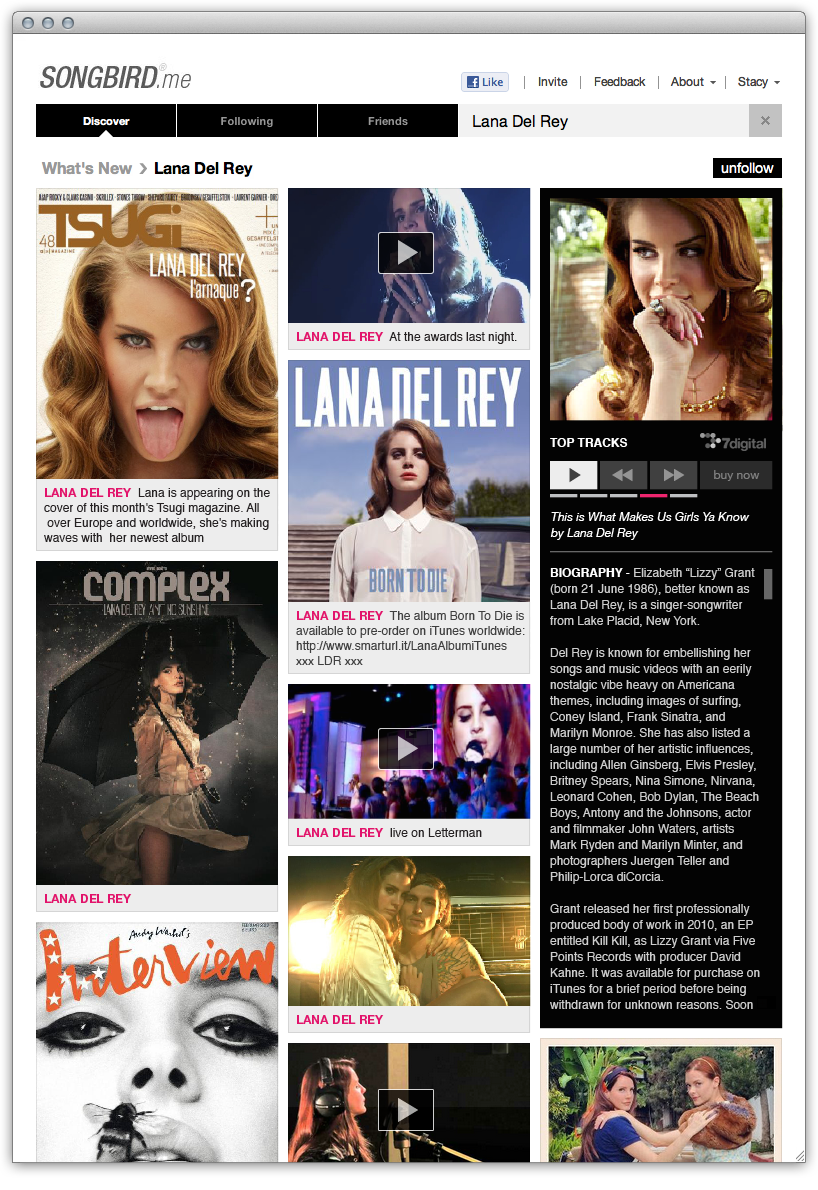 SONGBIRD.me
Like
Invite
Feedback
About
Stacy
Discover
Following
Friends
Lana Del Rey
What's New > Lana Del Rey
unfollow
TSUGi
48
MAGAZINE
LANA DEL REY
l'arnaque?
LANA DEL REY Lana is appearing on the
cover of this month's Tsugi magazine. All
over Europe and worldwide, she's making
waves with her newest album
COMPLEX
LANA DEL REY AIN'T NO SUNSHINE
LANA DEL REY
Andy Warhol's
Interview
LANA DEL REY At the awards last night.
LANA DEL REY
BORN TO DIE
LANA DEL REY The album Born To Die is
available to pre-order on iTunes worldwide:
http://www.smarturl.it/LanaAlbumiTunes
xxx LDR xxx
LANA DEL REY live on Letterman
LANA DEL REY
TOP TRACKS
7digital
buy now
This is What Makes Us Girls Ya Know
by Lana Del Rey
BIOGRAPHY - Elizabeth “Lizzy” Grant
(born 21 June 1986), better known as
Lana Del Rey, is a singer-songwriter
from Lake Placid, New York.
Del Rey is known for embellishing her
songs and music videos with an eerily
nostalgic vibe heavy on Americana
themes, including images of surfing,
Coney Island, Frank Sinatra, and
Marilyn Monroe. She has also listed a
large number of her artistic influences,
including Allen Ginsberg, Elvis Presley,
Britney Spears, Nina Simone, Nirvana,
Leonard Cohen, Bob Dylan, The Beach
Boys, Antony and the Johnsons, actor
and filmmaker John Waters, artists
Mark Ryden and Marilyn Minter, and
photographers Juergen Teller and
Philip-Lorca diCorcia.
Grant released her first professionally
produced body of work in 2010, an EP
entitled Kill Kill, as Lizzy Grant via Five
Points Records with producer David
Kahne. It was available for purchase on
iTunes for a brief period before being
withdrawn for unknown reasons. Soon